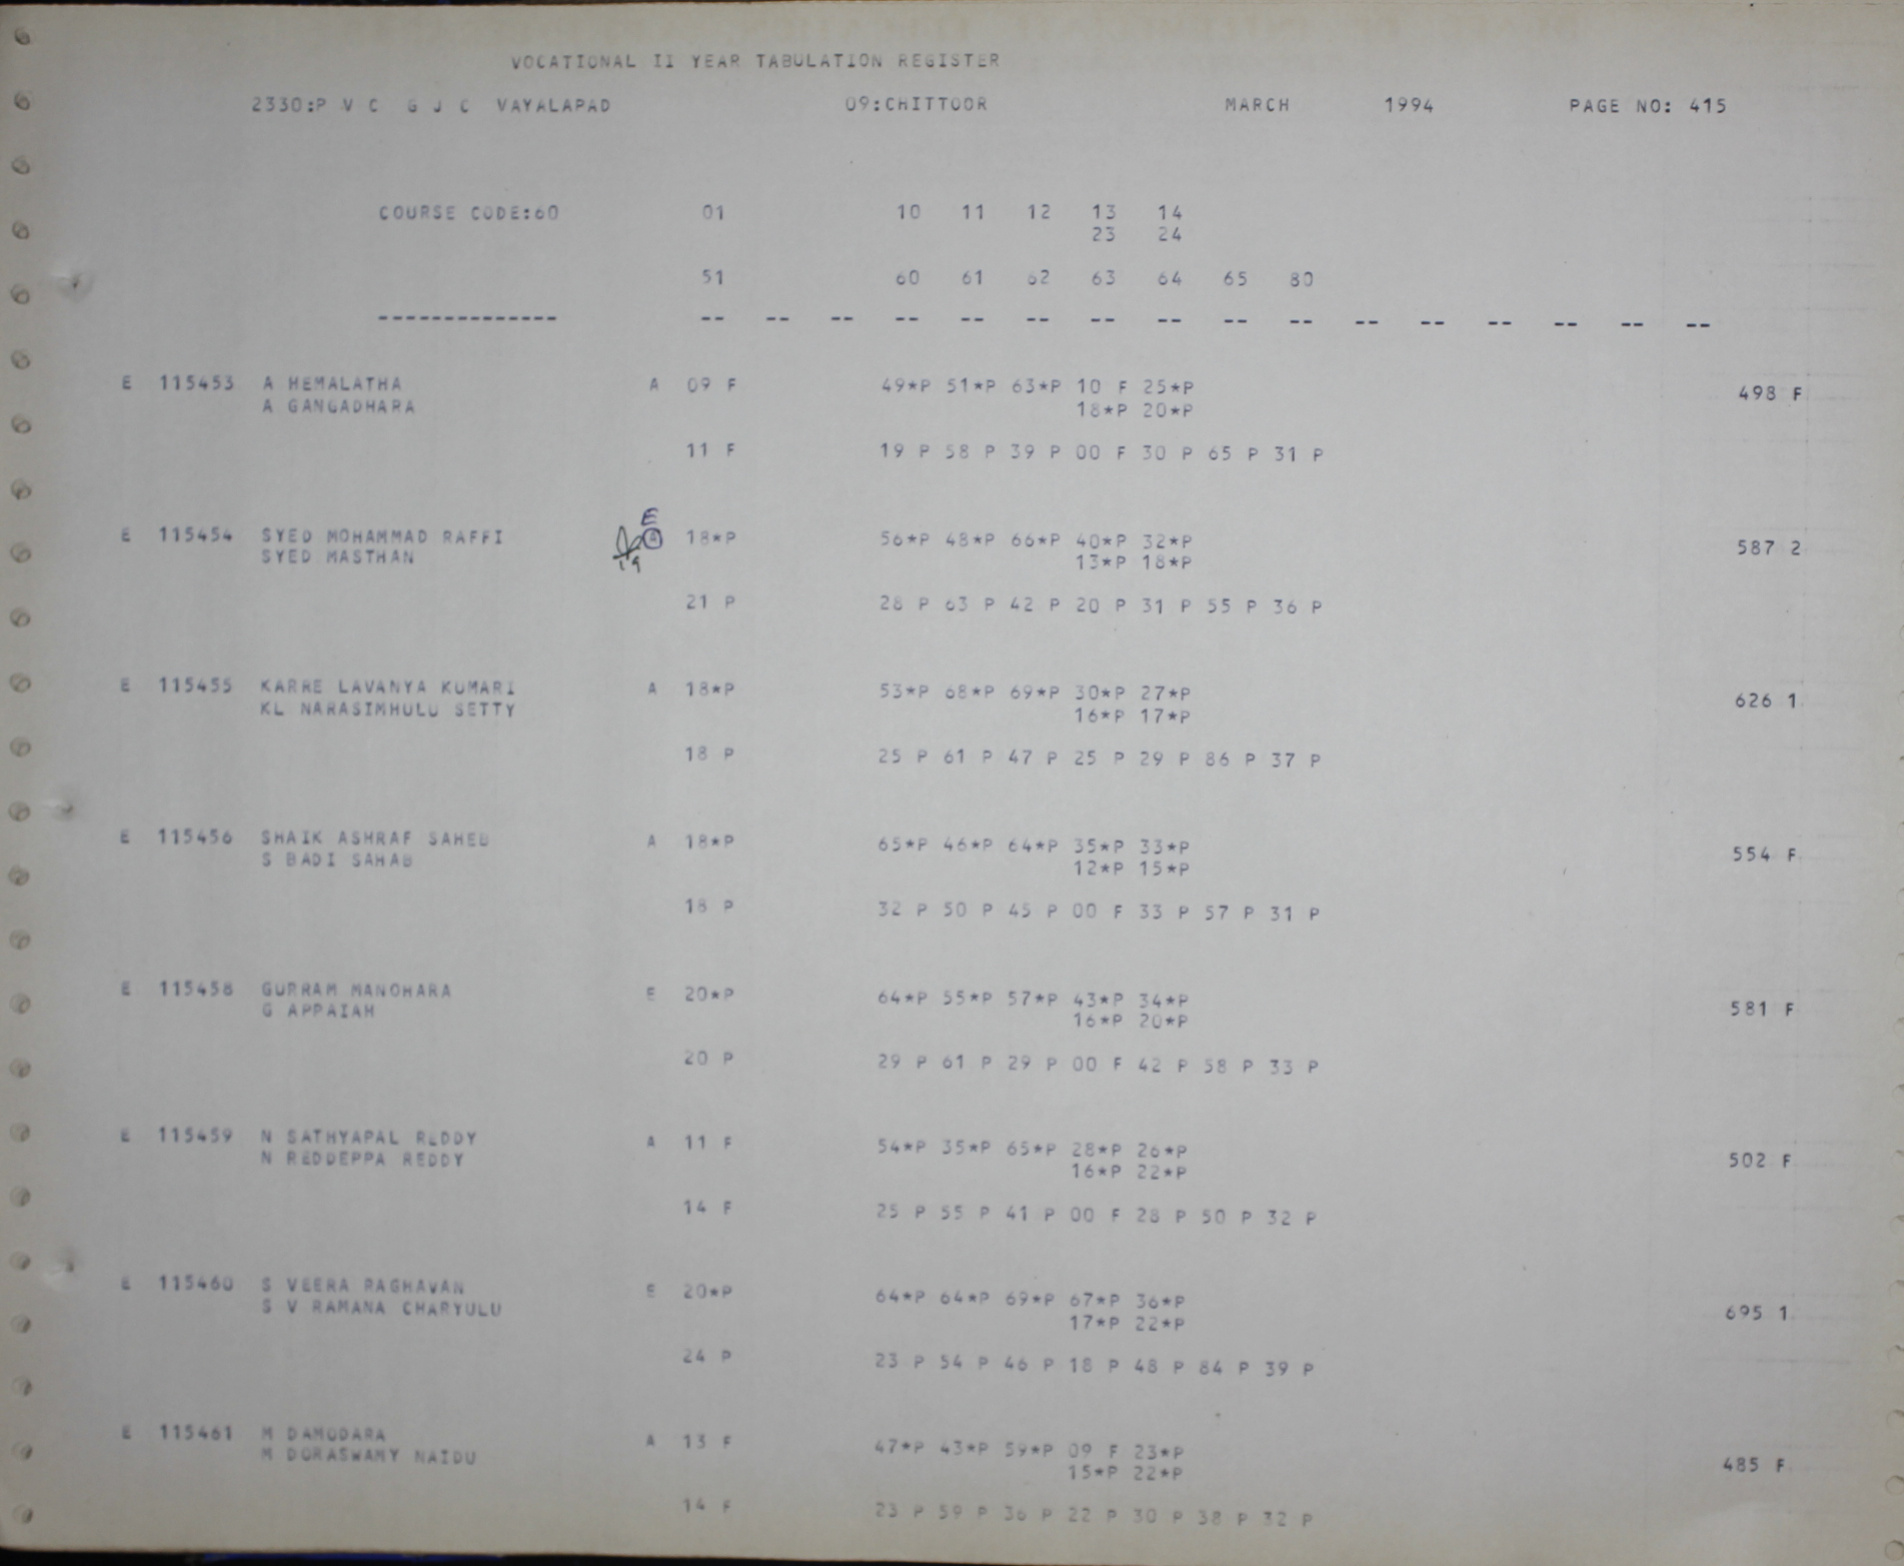 VOCATIONAL II YEAR TABULATION REGISTER
2330:P V C G J C VAYALAPAD 09:CHITTOOR MARCH 1994 PAGE NO: 415
COURSE CODE:60 01 10 11 12 13 14
23 24
51 60 61 62 63 64 65 80
-------------- -- -- -- -- -- -- -- -- -- -- -- -- -- -- -- --
E 115453 A HEMALATHA A 09 F 49*P 51*P 63*P 10 F 25*P 498 F
A GANGADHARA 18*P 20*P
11 F 19 P 58 P 39 P 00 F 30 P 65 P 31 P
E
E 115454 SYED MOHAMMAD RAFFI A 18*P 56*P 48*P 66*P 40*P 32*P 587 2
SYED MASTHAN 13*P 18*P
21 P 28 P 63 P 42 P 20 P 31 P 55 P 36 P
E 115455 KARRE LAVANYA KUMARI A 18*P 53*P 68*P 69*P 30*P 27*P 626 1
KL NARASIMHULU SETTY 16*P 17*P
18 P 25 P 61 P 47 P 25 P 29 P 86 P 37 P
E 115456 SHAIK ASHRAF SAHEB A 18*P 65*P 46*P 64*P 35*P 33*P 554 F
S BADI SAHAB 12*P 15*P
18 P 32 P 50 P 45 P 00 F 33 P 57 P 31 P
E 115458 GURRAM MANOHARA E 20*P 64*P 55*P 57*P 43*P 34*P 581 F
G APPAIAH 16*P 20*P
20 P 29 P 61 P 29 P 00 F 42 P 58 P 33 P
E 115459 N SATHYAPAL REDDY A 11 F 54*P 35*P 65*P 28*P 26*P 502 F
N REDDEPPA REDDY 16*P 22*P
14 F 25 P 55 P 41 P 00 F 28 P 50 P 32 P
E 115460 S VEERA RAGHAVAN E 20*P 64*P 64*P 69*P 67*P 36*P 695 1
S V RAMANA CHARYULU 17*P 22*P
24 P 23 P 54 P 46 P 18 P 48 P 84 P 39 P
E 115461 M DAMODARA A 13 F 47*P 43*P 59*P 09 F 23*P 485 F
M DORASWAMY NAIDU 15*P 22*P
14 F 23 P 59 P 36 P 22 P 30 P 38 P 32 P